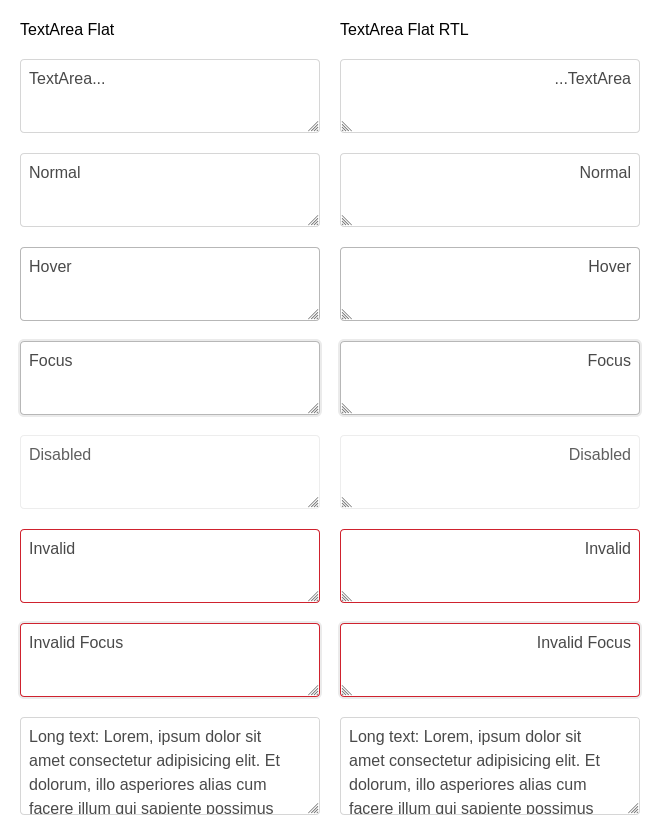 TextArea Flat
TextArea Flat RTL
TextArea...
...TextArea
Normal
Normal
Hover
Hover
Focus
Focus
Disabled
Disabled
Invalid
Invalid
Invalid Focus
Invalid Focus
Long text: Lorem, ipsum dolor sit
amet consectetur adipisicing elit. Et
dolorum, illo asperiores alias cum
facere illum qui sapiente possimus
Long text: Lorem, ipsum dolor sit
amet consectetur adipisicing elit. Et
dolorum, illo asperiores alias cum
facere illum qui sapiente possimus